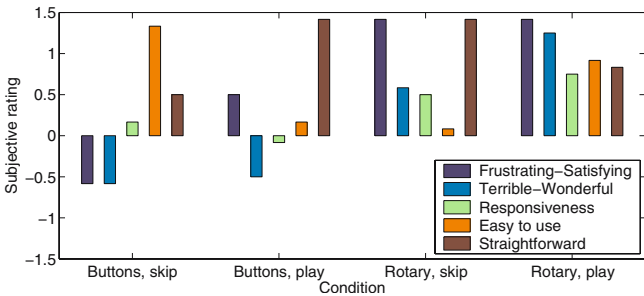 1.5
1
0.5
0
−0.5
−1
−1.5
Subjective rating
Frustrating−Satisfying
Terrible−Wonderful
Responsiveness
Easy to use
Straightforward
Buttons, skip
Buttons, play
Rotary, skip
Rotary, play
Condition